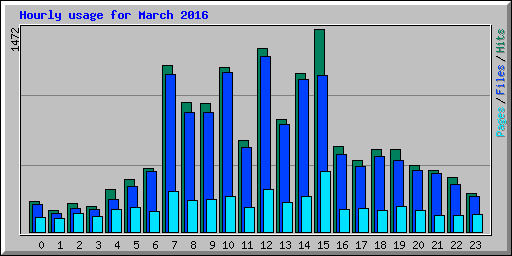 Hourly usage for March 2016
1472
Pages/Files/Hits
0 1 2 3 4 5 6 7 8 9 10 11 12 13 14 15 16 17 18 19 20 21 22 23